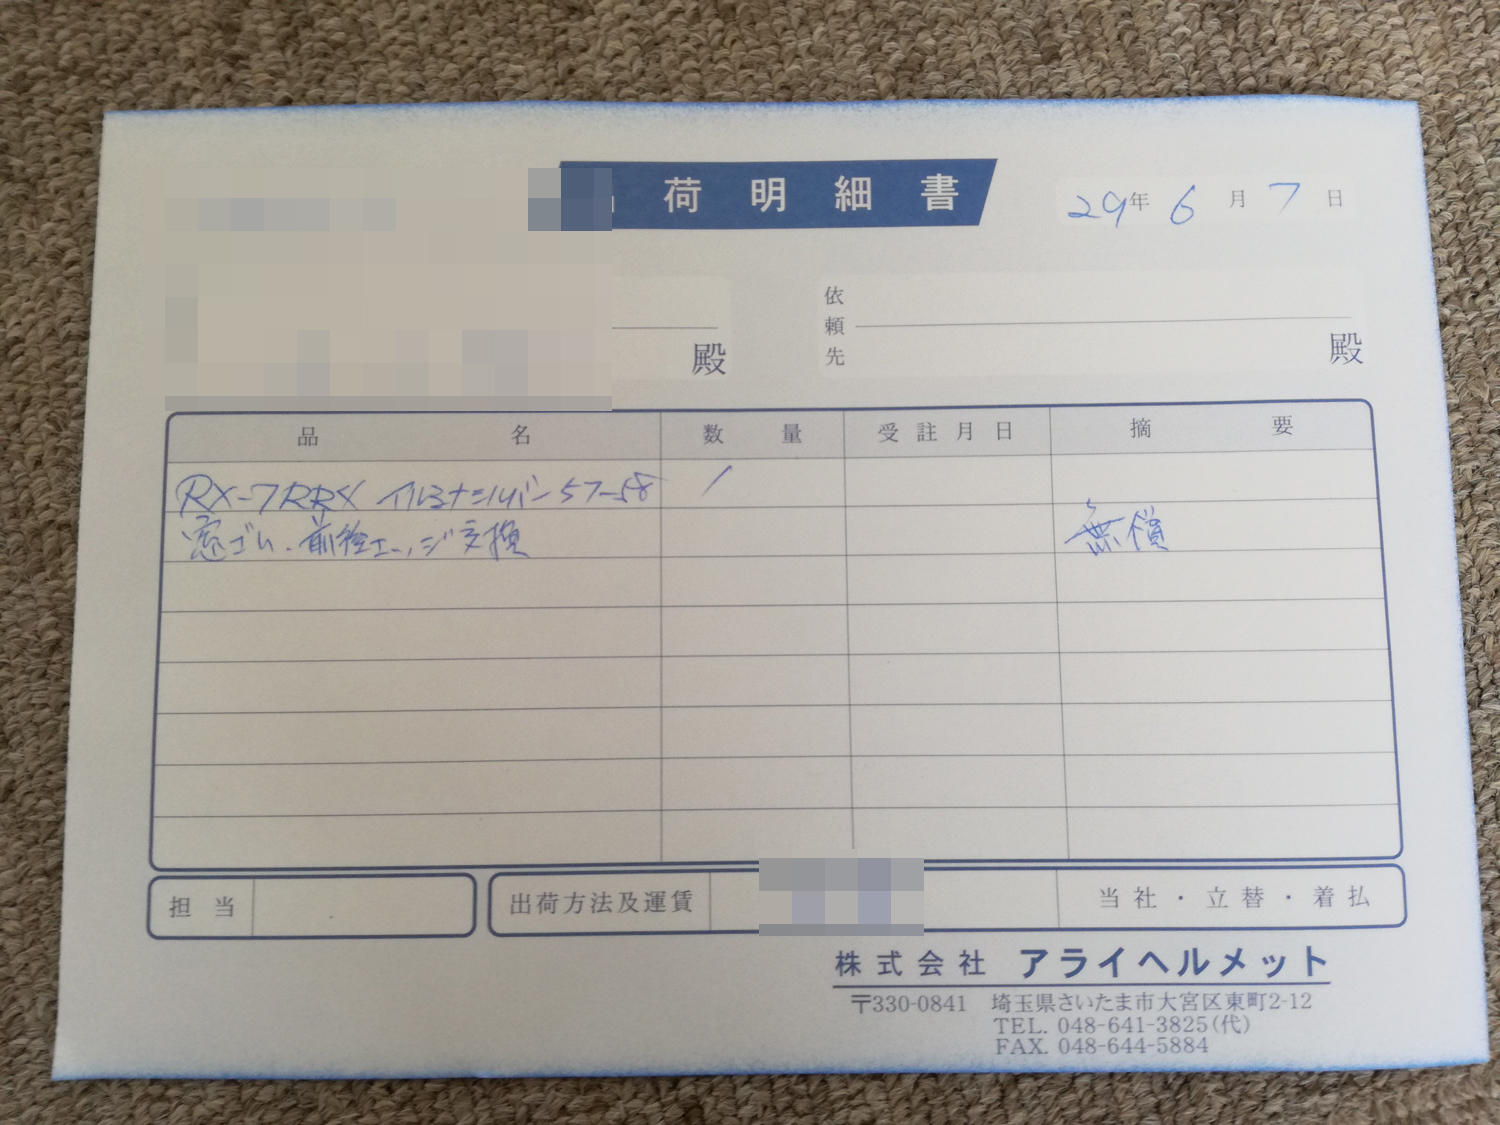 荷明細書
29年6月7日
殿
依頼先
殿
品名 数量 受註月日 摘要
RX-7RRX アルミナシルバー 57-58 1
窓ゴム、前後エッジ交換 無償
担当
出荷方法及運賃 当社・立替・着払
株式会社 アライヘルメット
〒330-0841 埼玉県さいたま市大宮区東町2-12
TEL. 048-641-3825(代)
FAX. 048-644-5884